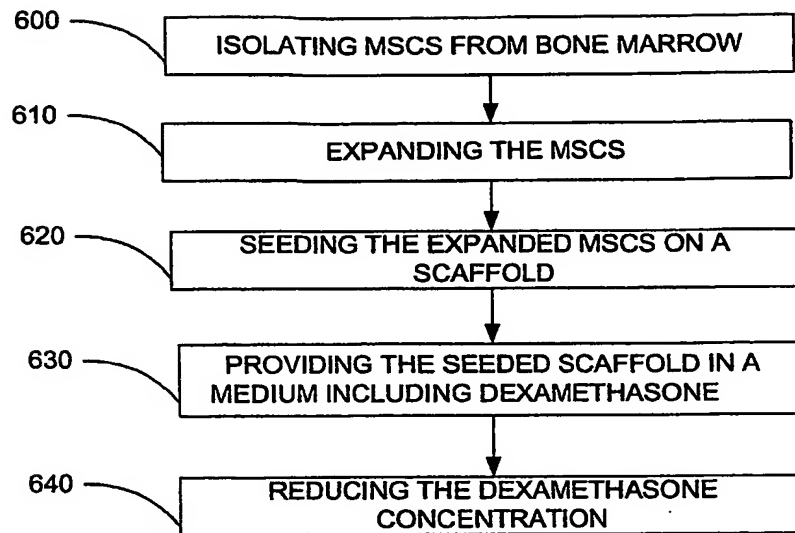 600
ISOLATING MSCS FROM BONE MARROW
610
EXPANDING THE MSCS
620
SEEDING THE EXPANDED MSCS ON A
SCAFFOLD
630
PROVIDING THE SEEDED SCAFFOLD IN A
MEDIUM INCLUDING DEXAMETHASONE
640
REDUCING THE DEXAMETHASONE
CONCENTRATION